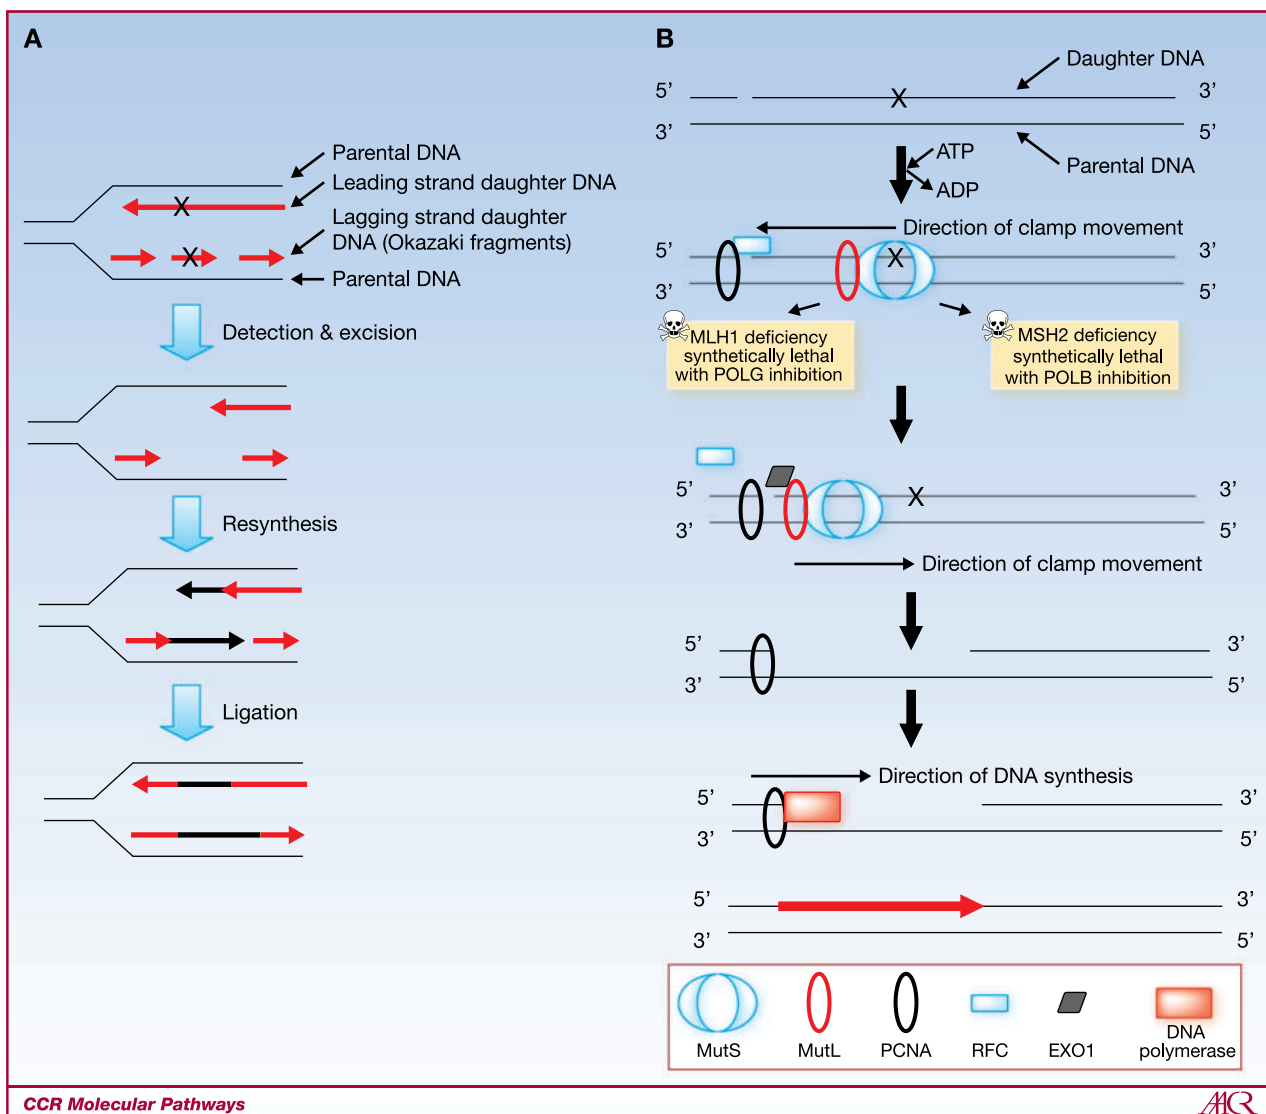 A
Parental DNA
Leading strand daughter DNA
Lagging strand daughter
DNA (Okazaki fragments)
Parental DNA
Detection & excision
Resynthesis
Ligation
B
Daughter DNA
5’ X 3’
3’ 5’
ATP
Parental DNA
ADP
Direction of clamp movement
5’ X 3’
3’ 5’
MLH1 deficiency
synthetically lethal
with POLG inhibition
MSH2 deficiency
synthetically lethal
with POLB inhibition
5’ X 3’
3’ 5’
Direction of clamp movement
5’ 3’
3’ 5’
Direction of DNA synthesis
5’ 3’
3’ 5’
5’ 3’
3’ 5’
MutS
MutL
PCNA
RFC
EXO1
DNA
polymerase
CCR Molecular Pathways
AACR